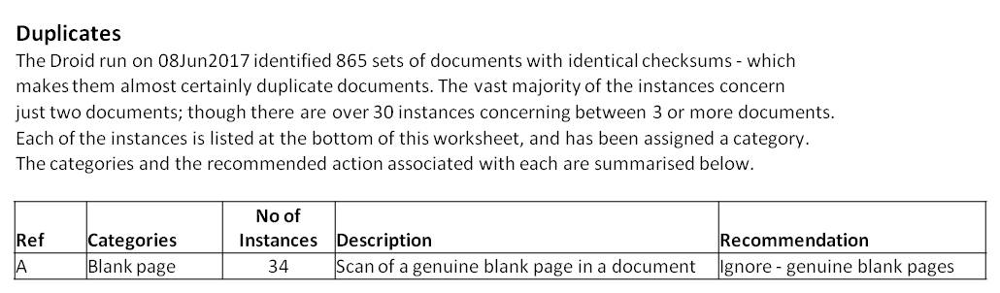 Duplicates
The Droid run on 08Jun2017 identified 865 sets of documents with identical checksums - which
makes them almost certainly duplicate documents. The vast majority of the instances concern
just two documents; though there are over 30 instances concerning between 3 or more documents.
Each of the instances is listed at the bottom of this worksheet, and has been assigned a category.
The categories and the recommended action associated with each are summarised below.
No of
Ref Categories Instances Description Recommendation
A Blank page 34 Scan of a genuine blank page in a document Ignore - genuine blank pages